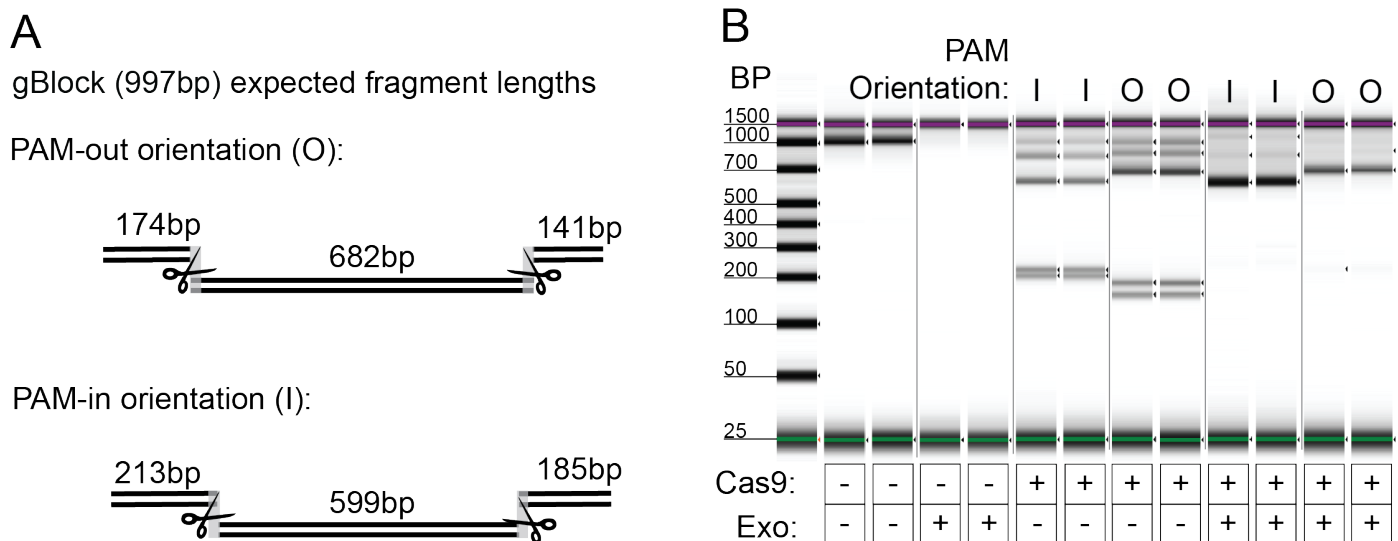 A
gBlock (997bp) expected fragment lengths
PAM-out orientation (O):
174bp
682bp
141bp
PAM-in orientation (I):
213bp
599bp
185bp
B
PAM
BP
Orientation: I I O O I I O O
1500
1000
700
500
400
300
200
100
50
25
Cas9: - - - - + + + + + + + +
Exo: - - + + - - - - + + + +